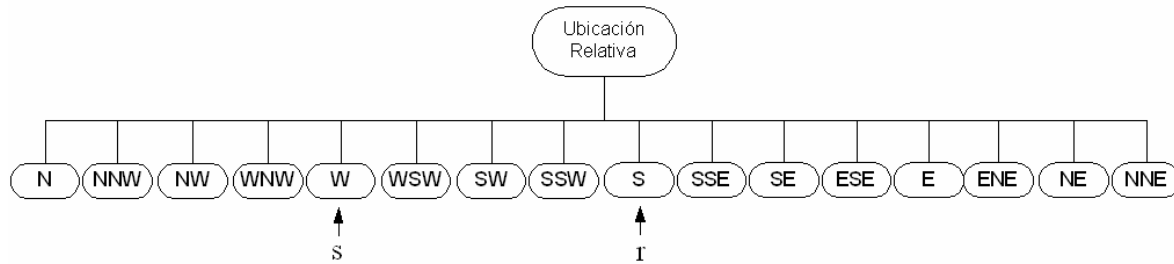 Ubicación
Relativa
N NNW NW WNW W WSW SW SSW S SSE SE ESE E ENE NE NNE
s r